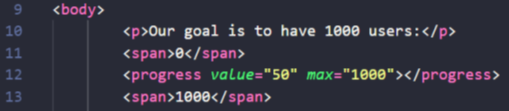 9 <body>
10 <p>Our goal is to have 1000 users:</p>
11 <span>0</span>
12 <progress value="50" max="1000"></progress>
13 <span>1000</span>